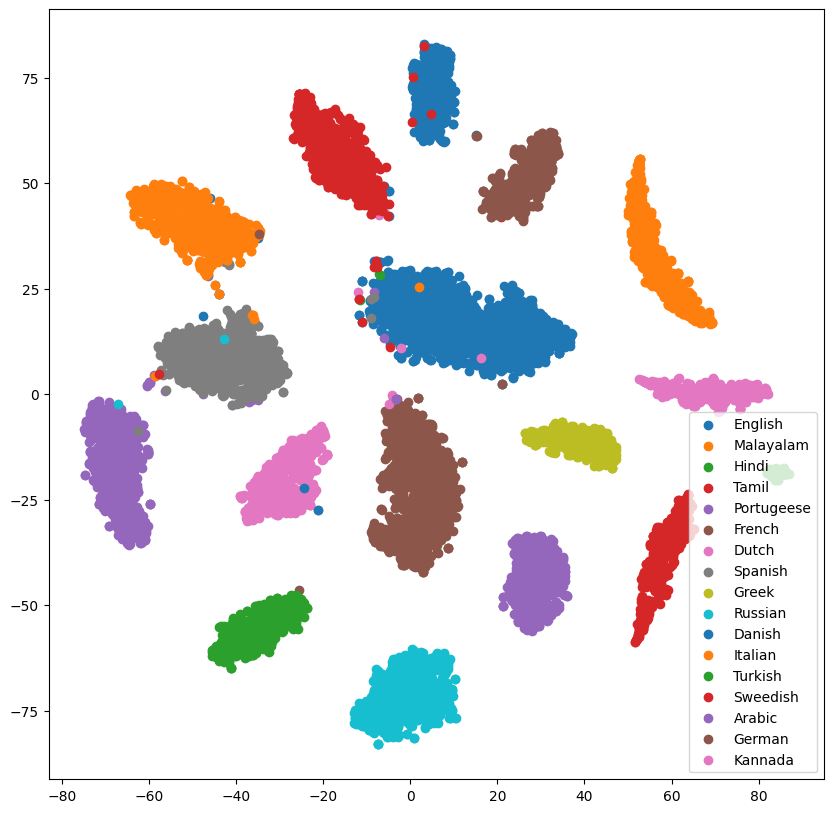 75
50
25
0
−25
−50
−75
−80
−60
−40
−20
0
20
40
60
80
English
Malayalam
Hindi
Tamil
Portugeese
French
Dutch
Spanish
Greek
Russian
Danish
Italian
Turkish
Sweedish
Arabic
German
Kannada